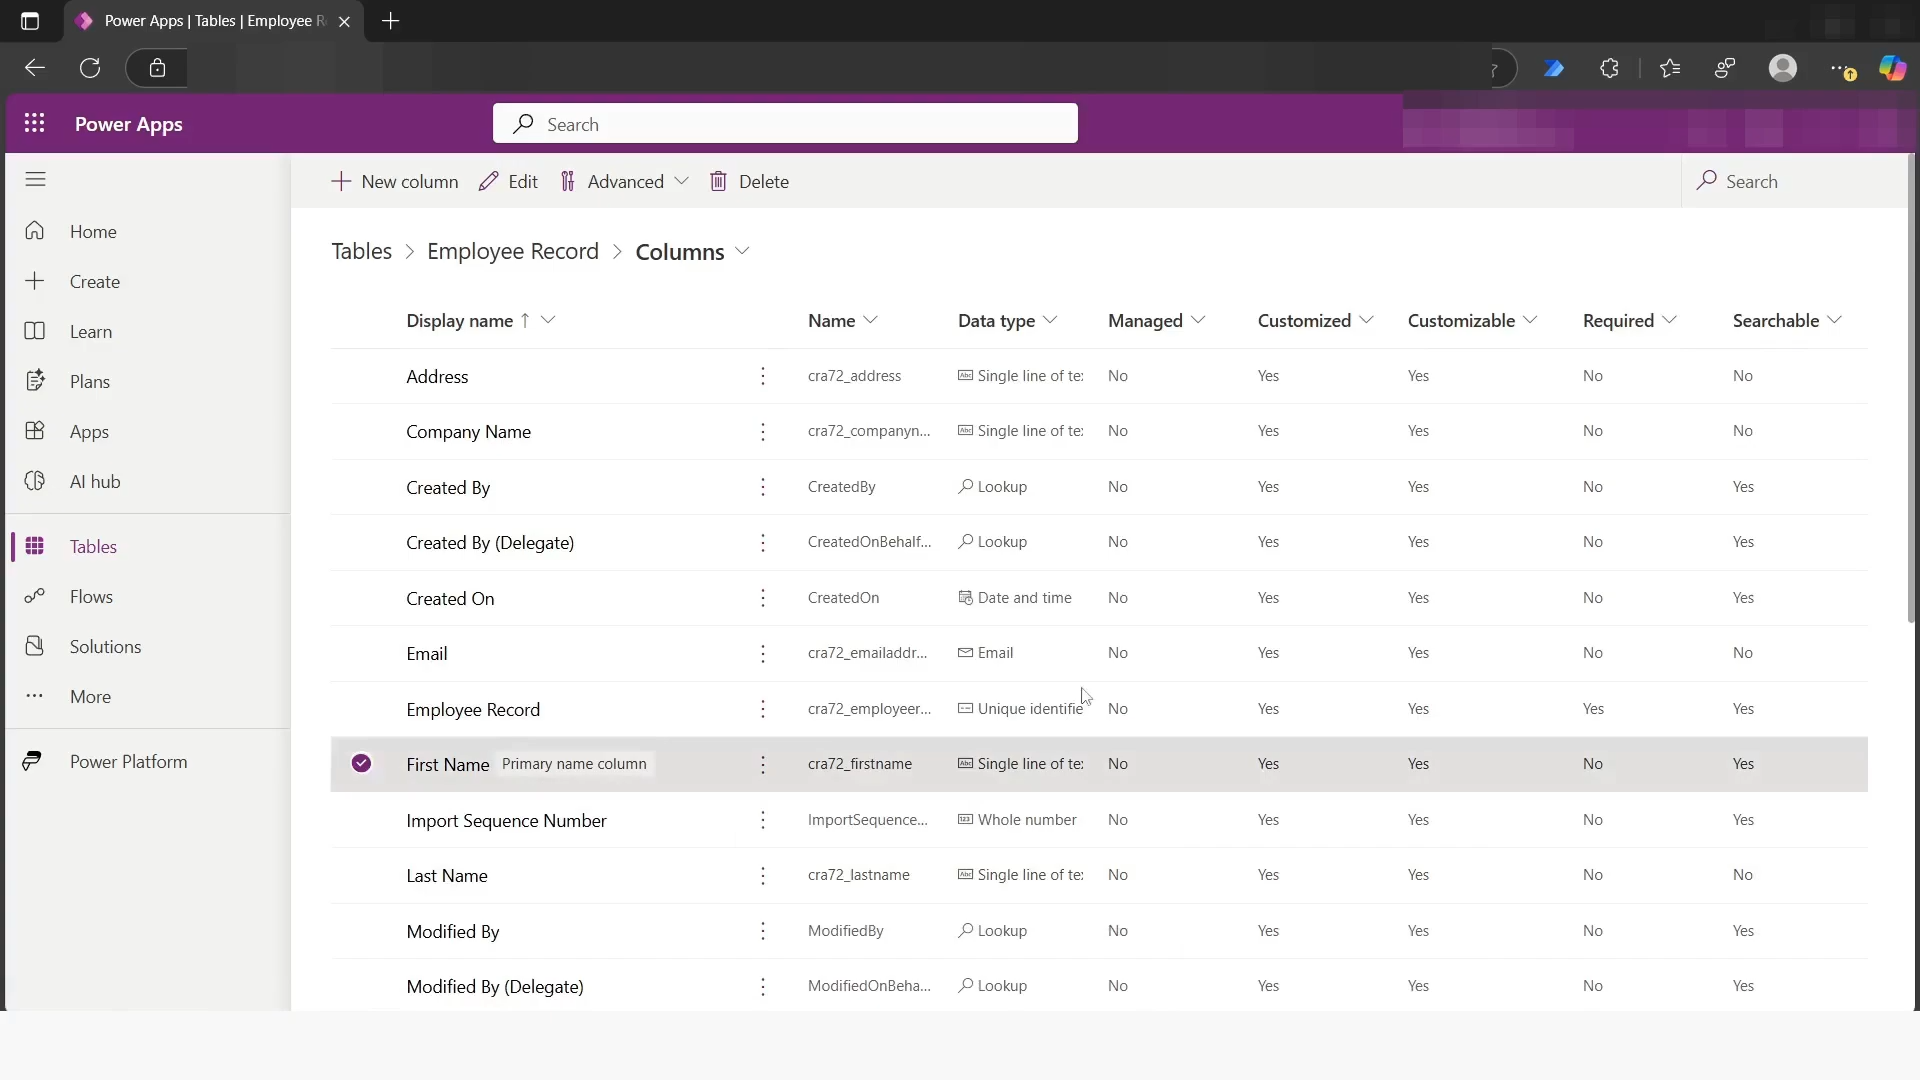 Power Apps | Tables | Employee R
Power Apps
Search
New column Edit Advanced Delete Search
Home
Create
Learn
Plans
Apps
AI hub
Tables
Flows
Solutions
More
Power Platform
Tables > Employee Record > Columns
Display name ↑ Name Data type Managed Customized Customizable Required Searchable
Address cra72_address Single line of te: No Yes Yes No No
Company Name cra72_companyn... Single line of te: No Yes Yes No No
Created By CreatedBy Lookup No Yes Yes No Yes
Created By (Delegate) CreatedOnBehalf... Lookup No Yes Yes No Yes
Created On CreatedOn Date and time No Yes Yes No Yes
Email cra72_emailaddr... Email No Yes Yes No No
Employee Record cra72_employeer... Unique identifie No Yes Yes Yes Yes
First Name Primary name column cra72_firstname Single line of te: No Yes Yes No Yes
Import Sequence Number ImportSequence... Whole number No Yes Yes No Yes
Last Name cra72_lastname Single line of te: No Yes Yes No No
Modified By ModifiedBy Lookup No Yes Yes No Yes
Modified By (Delegate) ModifiedOnBeha... Lookup No Yes Yes No Yes